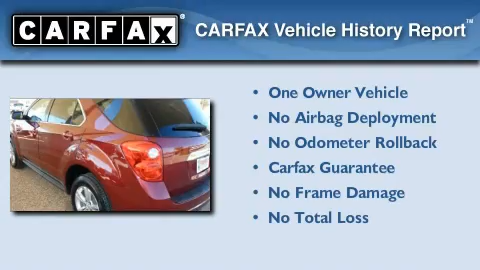 CARFAX® CARFAX Vehicle History Report™
• One Owner Vehicle
• No Airbag Deployment
• No Odometer Rollback
• Carfax Guarantee
• No Frame Damage
• No Total Loss